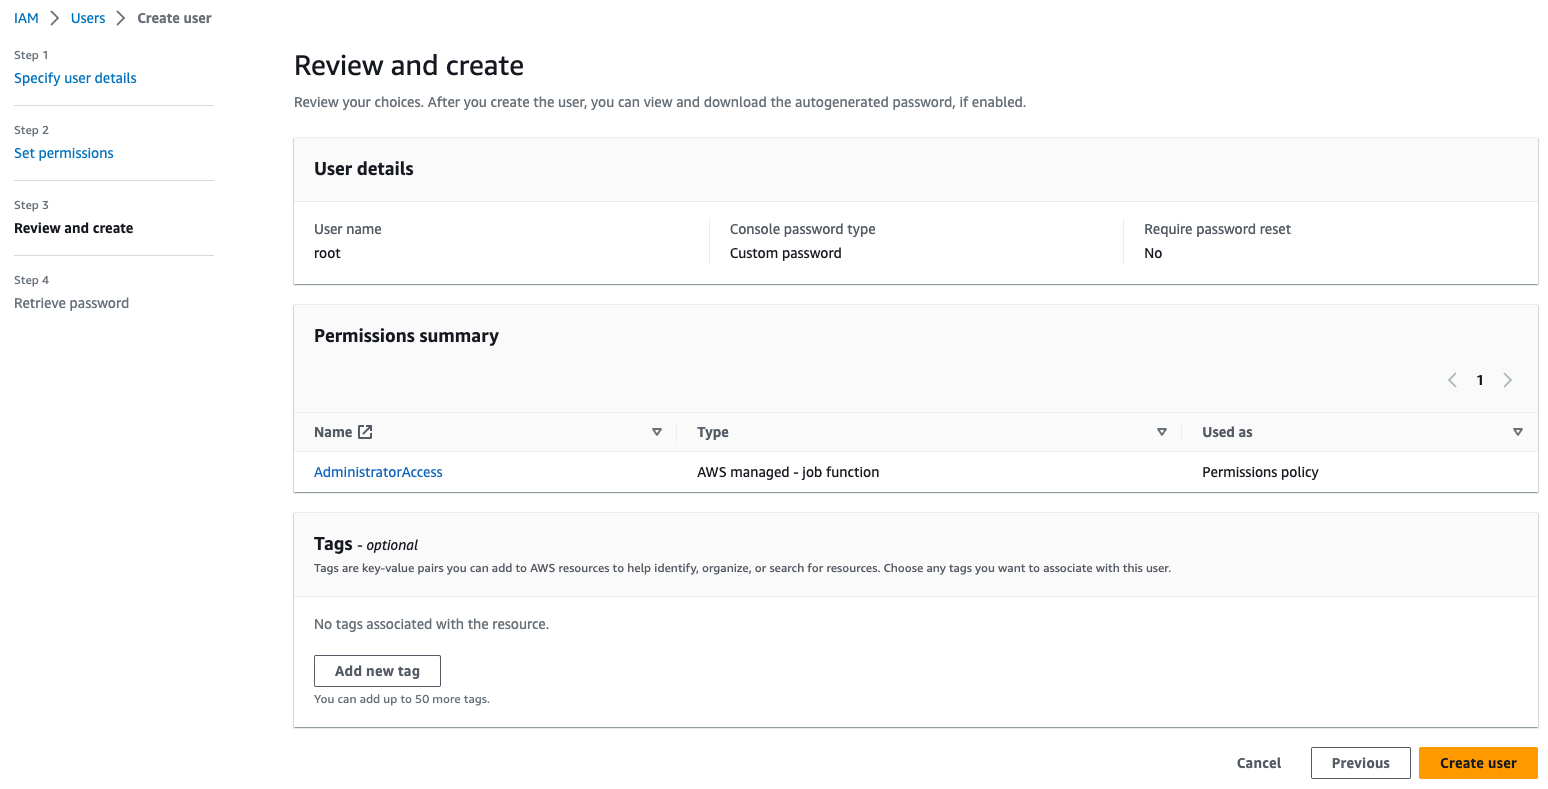 IAM > Users > Create user
Step 1
Specify user details
Step 2
Set permissions
Step 3
Review and create
Step 4
Retrieve password
Review and create
Review your choices. After you create the user, you can view and download the autogenerated password, if enabled.
User details
User name Console password type Require password reset
root Custom password No
Permissions summary
1
Name Type Used as
AdministratorAccess AWS managed - job function Permissions policy
Tags - optional
Tags are key-value pairs you can add to AWS resources to help identify, organize, or search for resources. Choose any tags you want to associate with this user.
No tags associated with the resource.
Add new tag
You can add up to 50 more tags.
Cancel Previous Create user